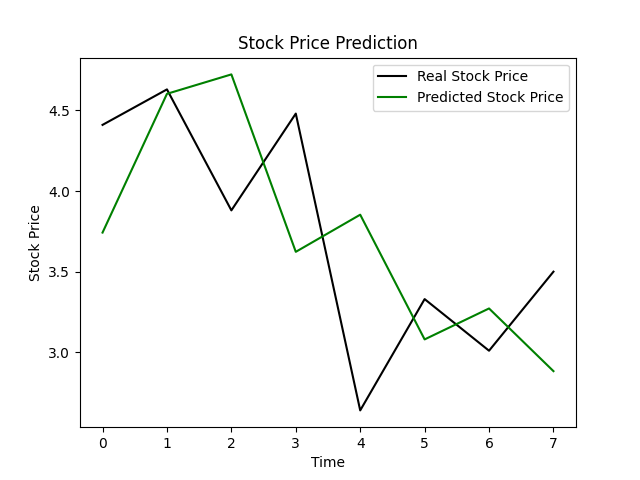 Stock Price Prediction
Real Stock Price
Predicted Stock Price
4.5
4.0
3.5
3.0
Stock Price
0 1 2 3 4 5 6 7
Time